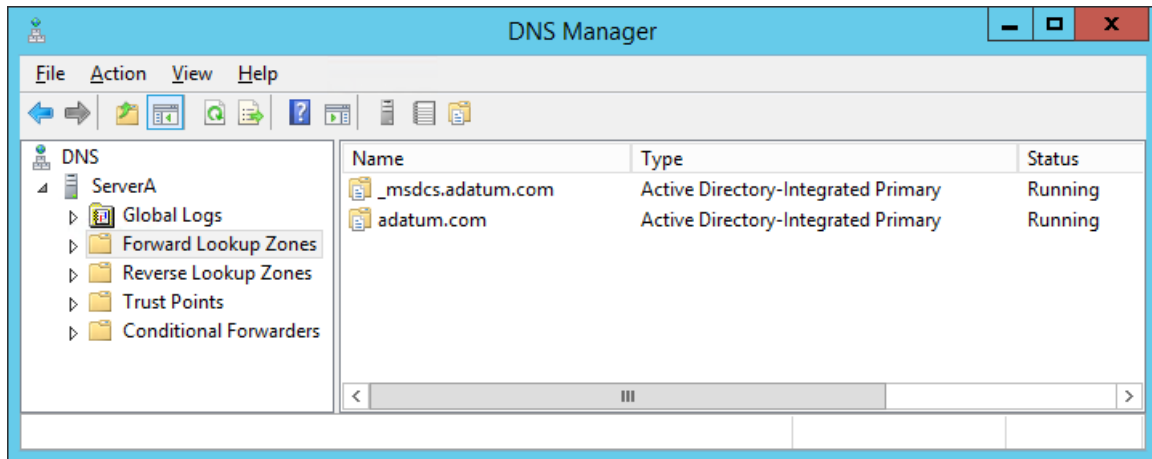 DNS Manager
File Action View Help
DNS
ServerA
Global Logs
Forward Lookup Zones
Reverse Lookup Zones
Trust Points
Conditional Forwarders
Name Type Status
_msdcs.adatum.com Active Directory-Integrated Primary Running
adatum.com Active Directory-Integrated Primary Running